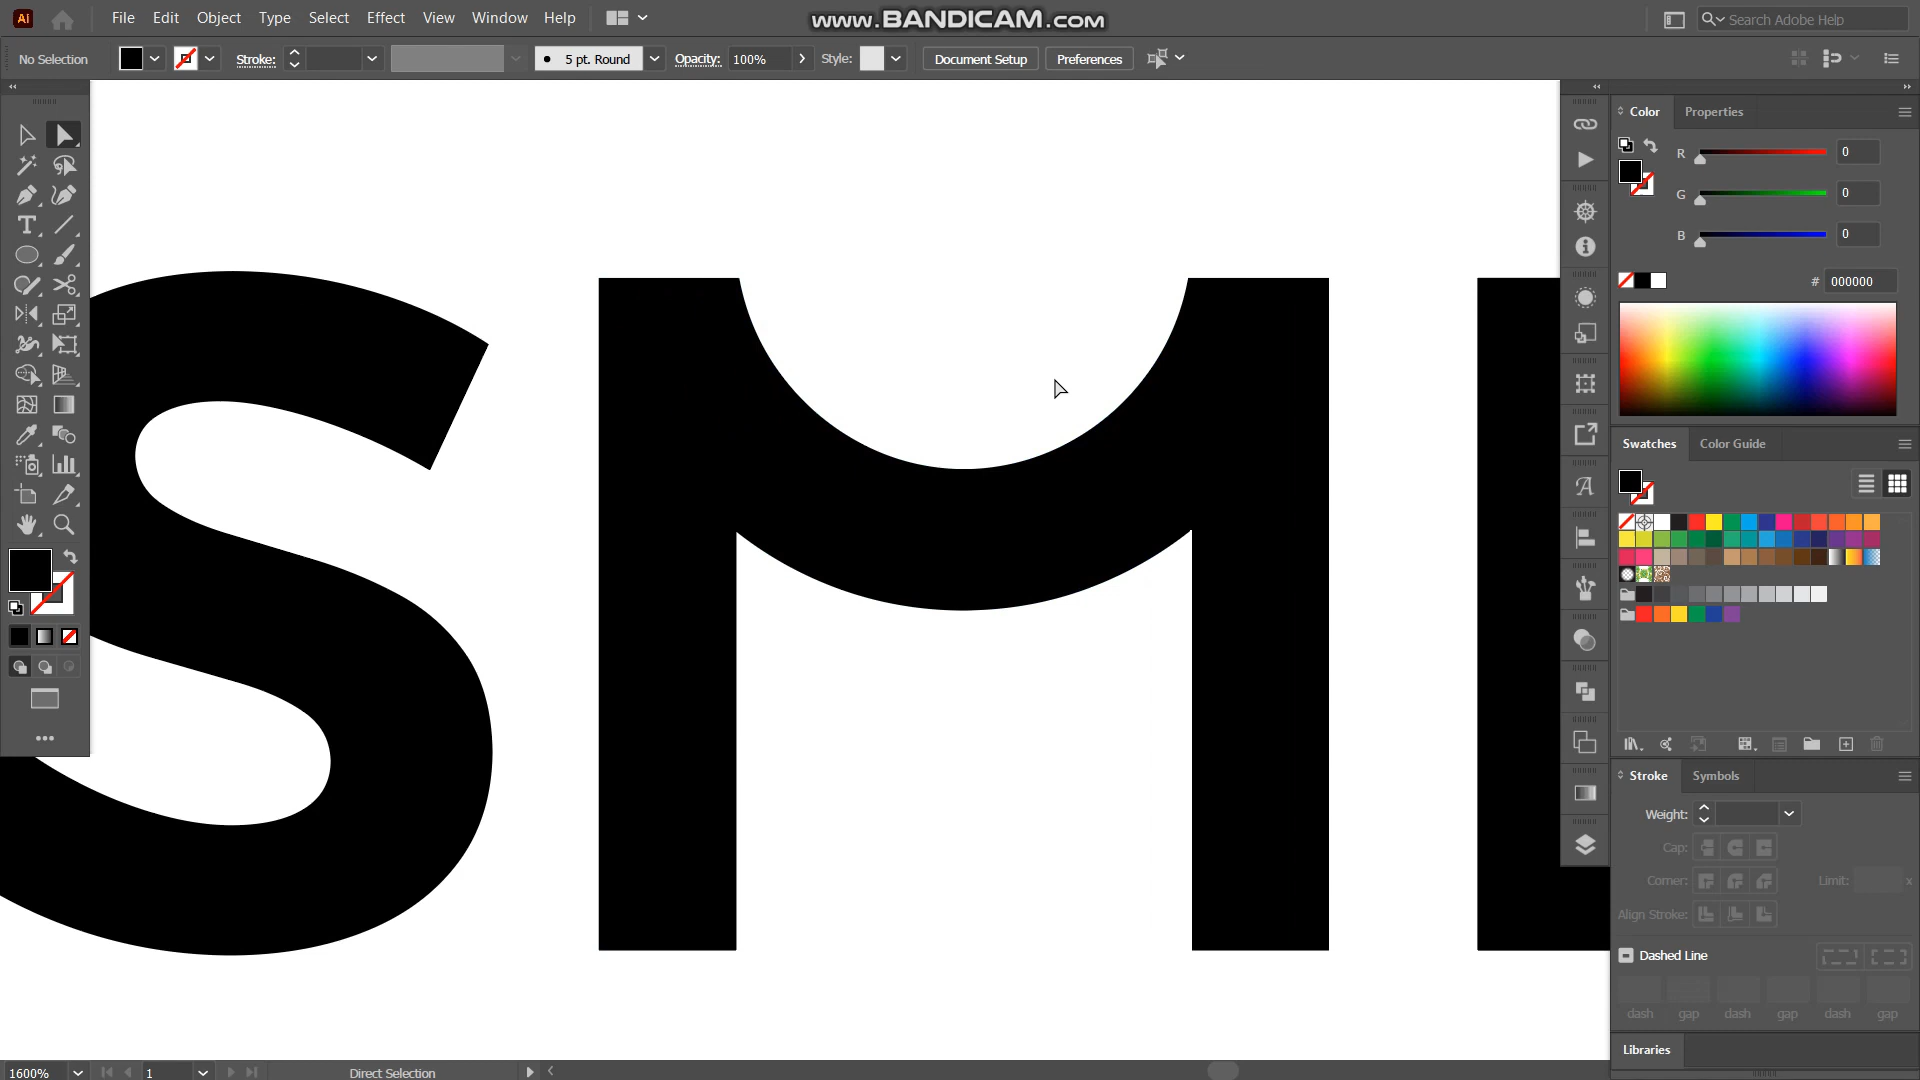 Ai File Edit Object Type Select Effect View Window Help
www.BANDICAM.com
Search Adobe Help
No Selection Stroke: 5 pt. Round Opacity: 100% Style: Document Setup Preferences
Color Properties
R 0
G 0
B 0
# 000000
SM
Swatches Color Guide
Stroke Symbols
Weight:
Cap:
Corner: Limit: x
Align Stroke:
Dashed Line
dash gap dash gap dash gap
Libraries
1600% 1 Direct Selection